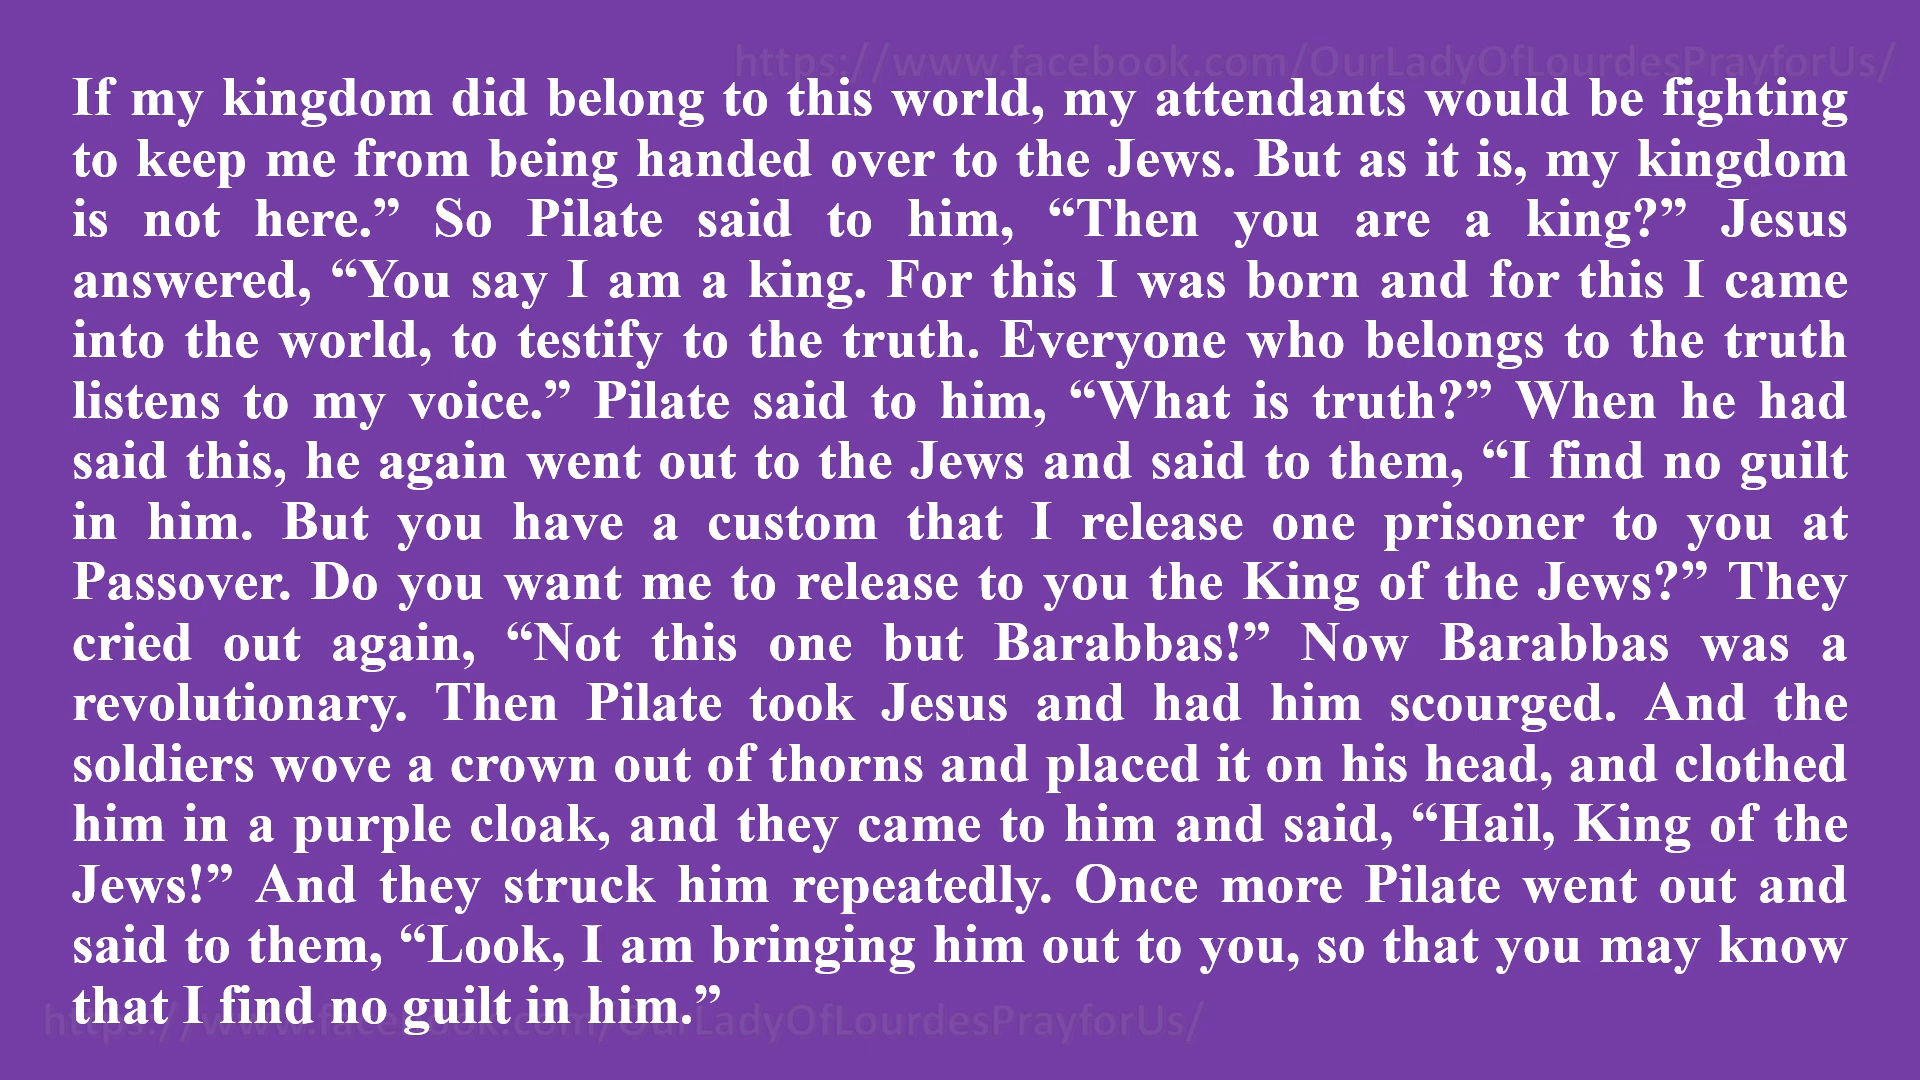 https://www.facebook.com/OurLadyOfLourdesPrayforUs/
If my kingdom did belong to this world, my attendants would be fighting
to keep me from being handed over to the Jews. But as it is, my kingdom
is not here.” So Pilate said to him, “Then you are a king?” Jesus
answered, “You say I am a king. For this I was born and for this I came
into the world, to testify to the truth. Everyone who belongs to the truth
listens to my voice.” Pilate said to him, “What is truth?” When he had
said this, he again went out to the Jews and said to them, “I find no guilt
in him. But you have a custom that I release one prisoner to you at
Passover. Do you want me to release to you the King of the Jews?” They
cried out again, “Not this one but Barabbas!” Now Barabbas was a
revolutionary. Then Pilate took Jesus and had him scourged. And the
soldiers wove a crown out of thorns and placed it on his head, and clothed
him in a purple cloak, and they came to him and said, “Hail, King of the
Jews!” And they struck him repeatedly. Once more Pilate went out and
said to them, “Look, I am bringing him out to you, so that you may know
that I find no guilt in him.”
https://www.facebook.com/OurLadyOfLourdesPrayforUs/